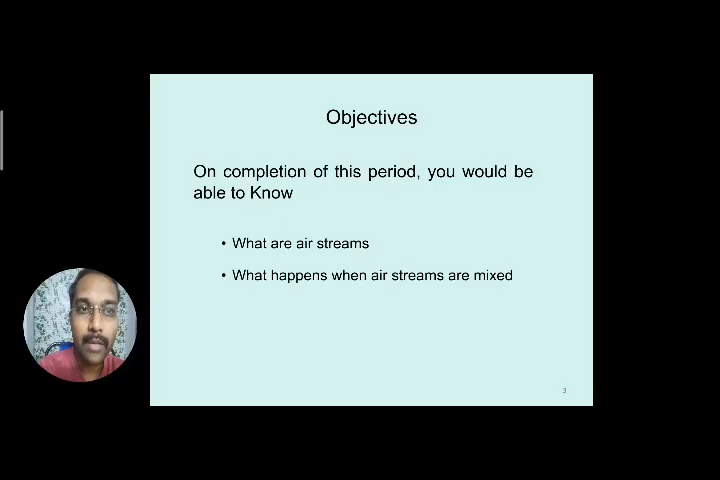 Objectives
On completion of this period, you would be
able to Know
• What are air streams
• What happens when air streams are mixed
3